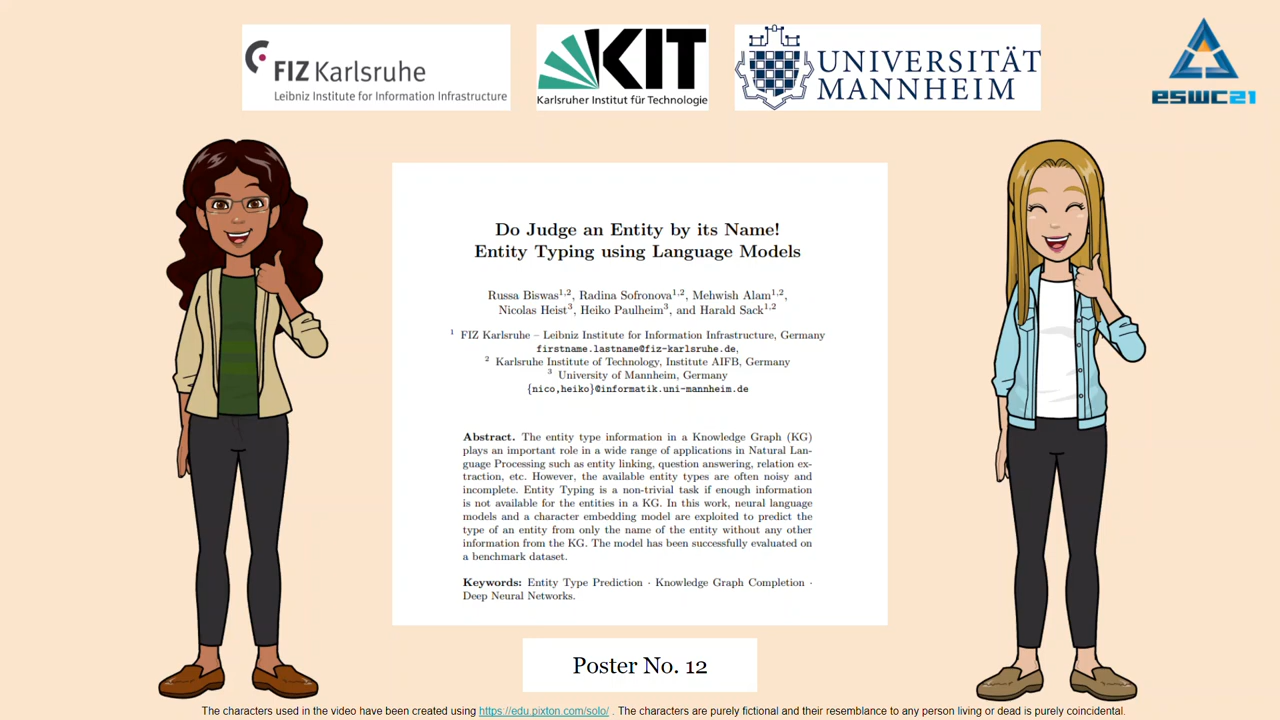 FIZ Karlsruhe
Leibniz Institute for Information Infrastructure
KIT
Karlsruher Institut für Technologie
UNIVERSITÄT
MANNHEIM
ESWC21
Do Judge an Entity by its Name!
Entity Typing using Language Models
Russa Biswas1,2, Radina Sofronova1,2, Mehwish Alam1,2,
Nicolas Heist3, Heiko Paulheim3, and Harald Sack1,2
1 FIZ Karlsruhe – Leibniz Institute for Information Infrastructure, Germany
firstname.lastname@fiz-karlsruhe.de,
2 Karlsruhe Institute of Technology, Institute AIFB, Germany
3 University of Mannheim, Germany
{nico,heiko}@informatik.uni-mannheim.de
Abstract. The entity type information in a Knowledge Graph (KG)
plays an important role in a wide range of applications in Natural Lan-
guage Processing such as entity linking, question answering, relation ex-
traction, etc. However, the available entity types are often noisy and
incomplete. Entity Typing is a non-trivial task if enough information
is not available for the entities in a KG. In this work, neural language
models and a character embedding model are exploited to predict the
type of an entity from only the name of the entity without any other
information from the KG. The model has been successfully evaluated on
a benchmark dataset.
Keywords: Entity Type Prediction · Knowledge Graph Completion ·
Deep Neural Networks.
Poster No. 12
The characters used in the video have been created using https://edu.pixton.com/solo/ . The characters are purely fictional and their resemblance to any person living or dead is purely coincidental.